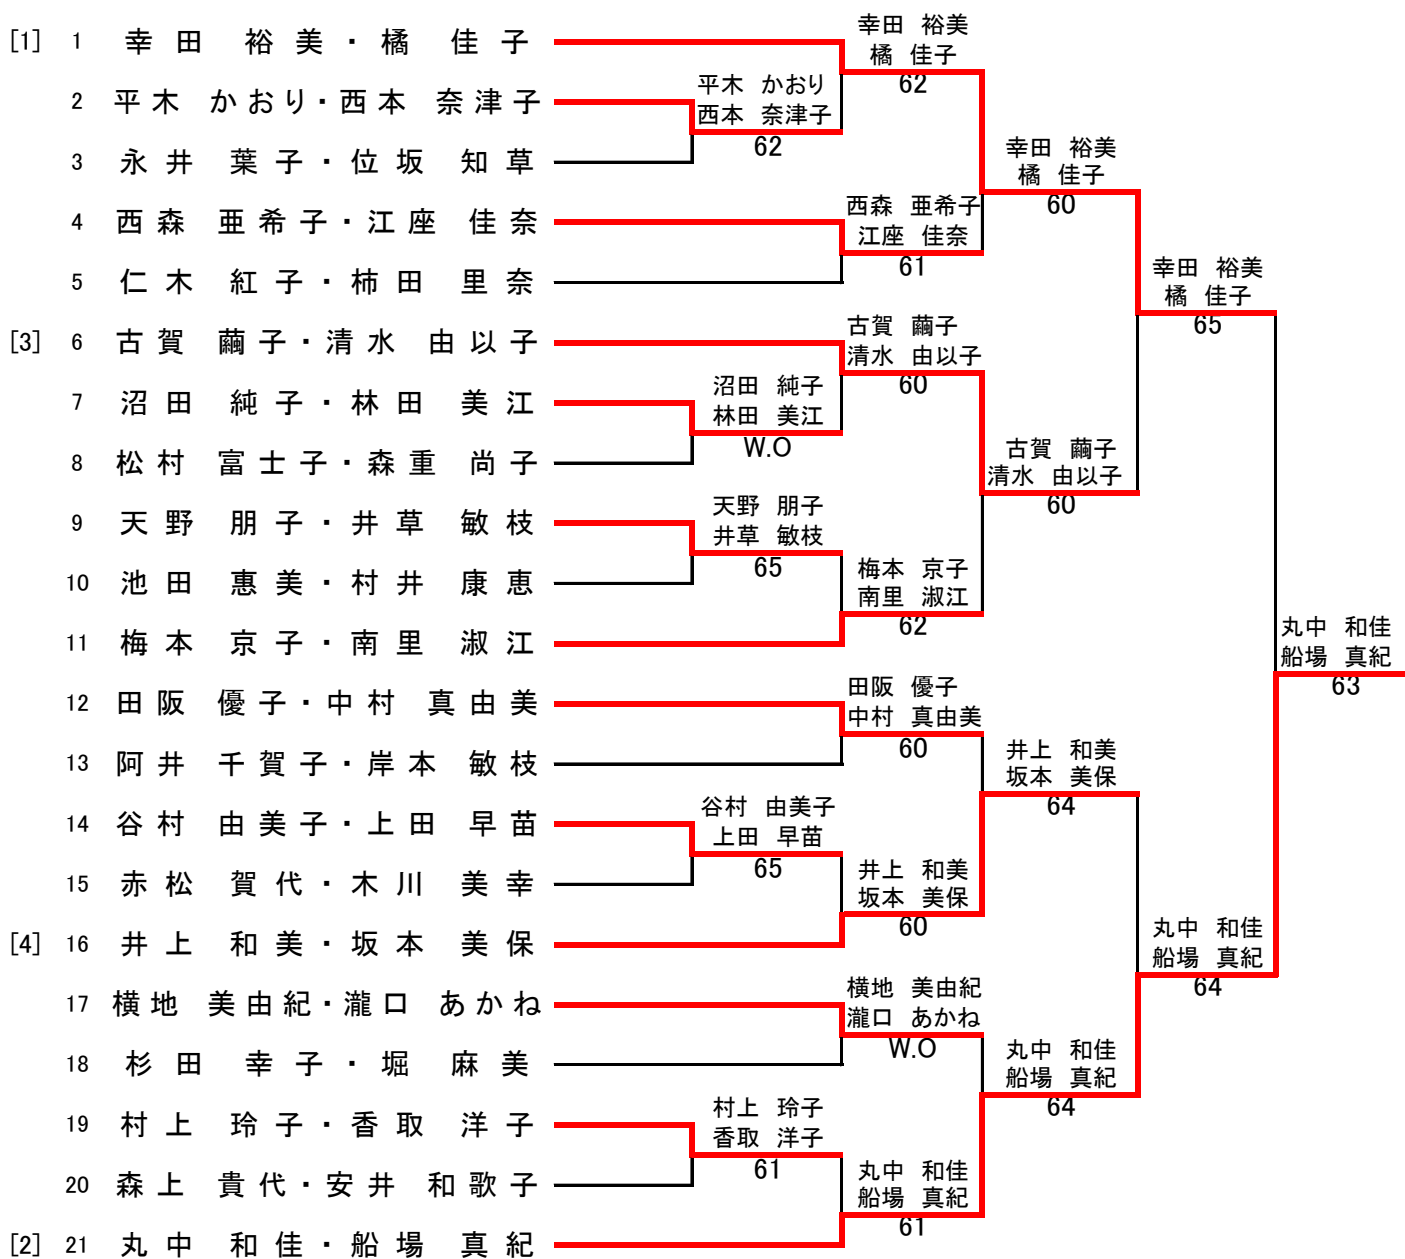 [1] 1 幸田 裕美・橘 佳子
2 平木 かおり・西本 奈津子
3 永井 葉子・位坂 知草
4 西森 亜希子・江座 佳奈
5 仁木 紅子・柿田 里奈
[3] 6 古賀 繭子・清水 由以子
7 沼田 純子・林田 美江
8 松村 富士子・森重 尚子
9 天野 朋子・井草 敏枝
10 池田 惠美・村井 康恵
11 梅本 京子・南里 淑江
12 田阪 優子・中村 真由美
13 阿井 千賀子・岸本 敏枝
14 谷村 由美子・上田 早苗
15 赤松 賀代・木川 美幸
[4] 16 井上 和美・坂本 美保
17 横地 美由紀・瀧口 あかね
18 杉田 幸子・堀 麻美
19 村上 玲子・香取 洋子
20 森上 貴代・安井 和歌子
[2] 21 丸中 和佳・船場 真紀
平木 かおり
西本 奈津子
62
沼田 純子
林田 美江
W.O
天野 朋子
井草 敏枝
65
谷村 由美子
上田 早苗
65
村上 玲子
香取 洋子
61
幸田 裕美
橘 佳子
62
西森 亜希子
江座 佳奈
61
古賀 繭子
清水 由以子
60
梅本 京子
南里 淑江
62
田阪 優子
中村 真由美
60
井上 和美
坂本 美保
60
横地 美由紀
瀧口 あかね
W.O
丸中 和佳
船場 真紀
61
幸田 裕美
橘 佳子
60
古賀 繭子
清水 由以子
60
井上 和美
坂本 美保
64
丸中 和佳
船場 真紀
64
幸田 裕美
橘 佳子
65
丸中 和佳
船場 真紀
64
丸中 和佳
船場 真紀
63